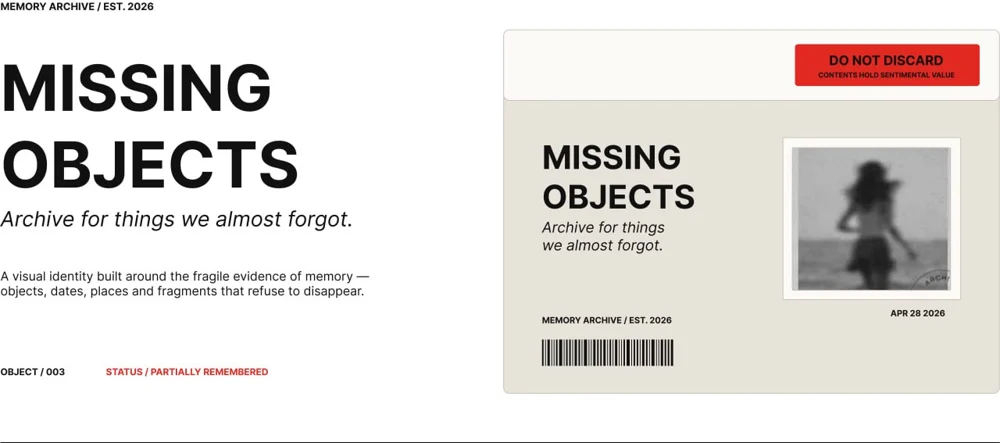 MEMORY ARCHIVE / EST. 2026
MISSING
OBJECTS
Archive for things we almost forgot.
A visual identity built around the fragile evidence of memory —
objects, dates, places and fragments that refuse to disappear.
OBJECT / 003
STATUS / PARTIALLY REMEMBERED
DO NOT DISCARD
CONTENTS HOLD SENTIMENTAL VALUE
MISSING
OBJECTS
Archive for things
we almost forgot.
APR 28 2026
MEMORY ARCHIVE / EST. 2026